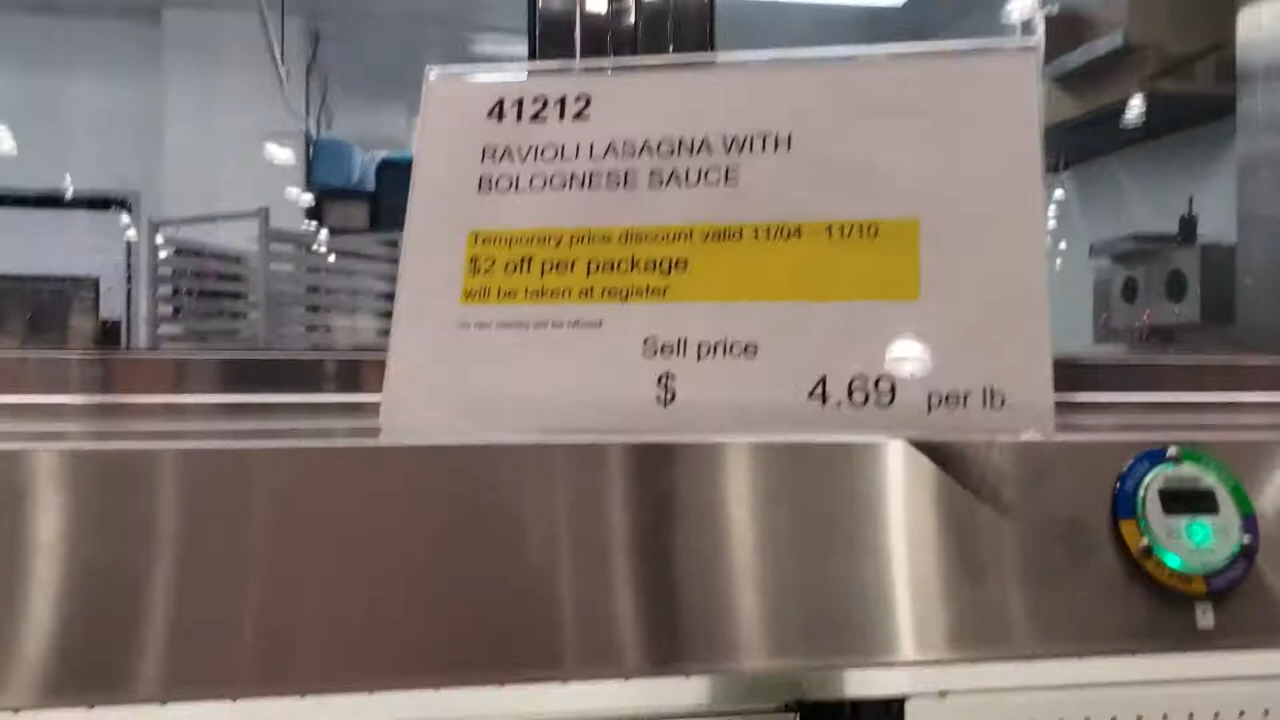 41212
RAVIOLI LASAGNA WITH
BOLOGNESE SAUCE
Temporary price discount valid 11/04 - 11/10
$2 off per package
will be taken at register
Sell price
$ 4.69 per lb